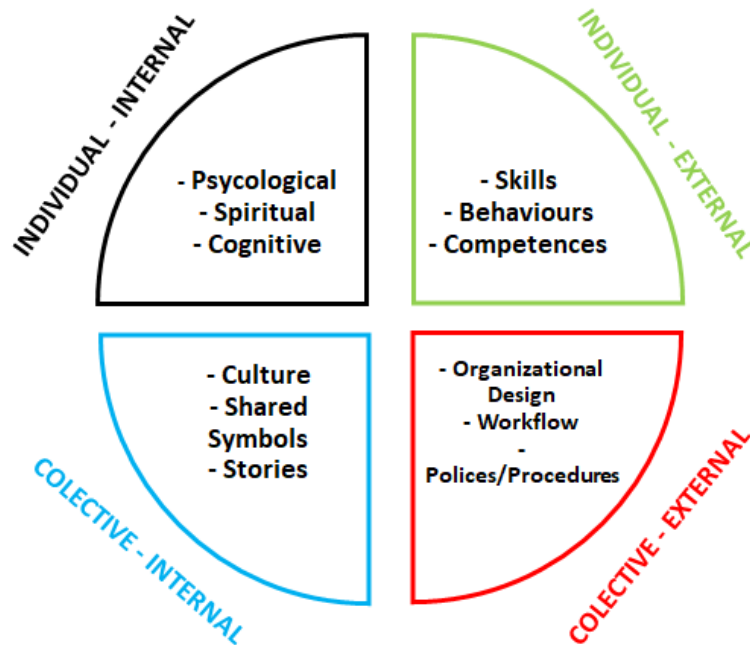 INDIVIDUAL - INTERNAL
- Psycological
- Spiritual
- Cognitive
INDIVIDUAL - EXTERNAL
- Skills
- Behaviours
- Competences
COLECTIVE - INTERNAL
- Culture
- Shared
Symbols
- Stories
COLECTIVE - EXTERNAL
- Organizational
Design
- Workflow
-
Polices/Procedures